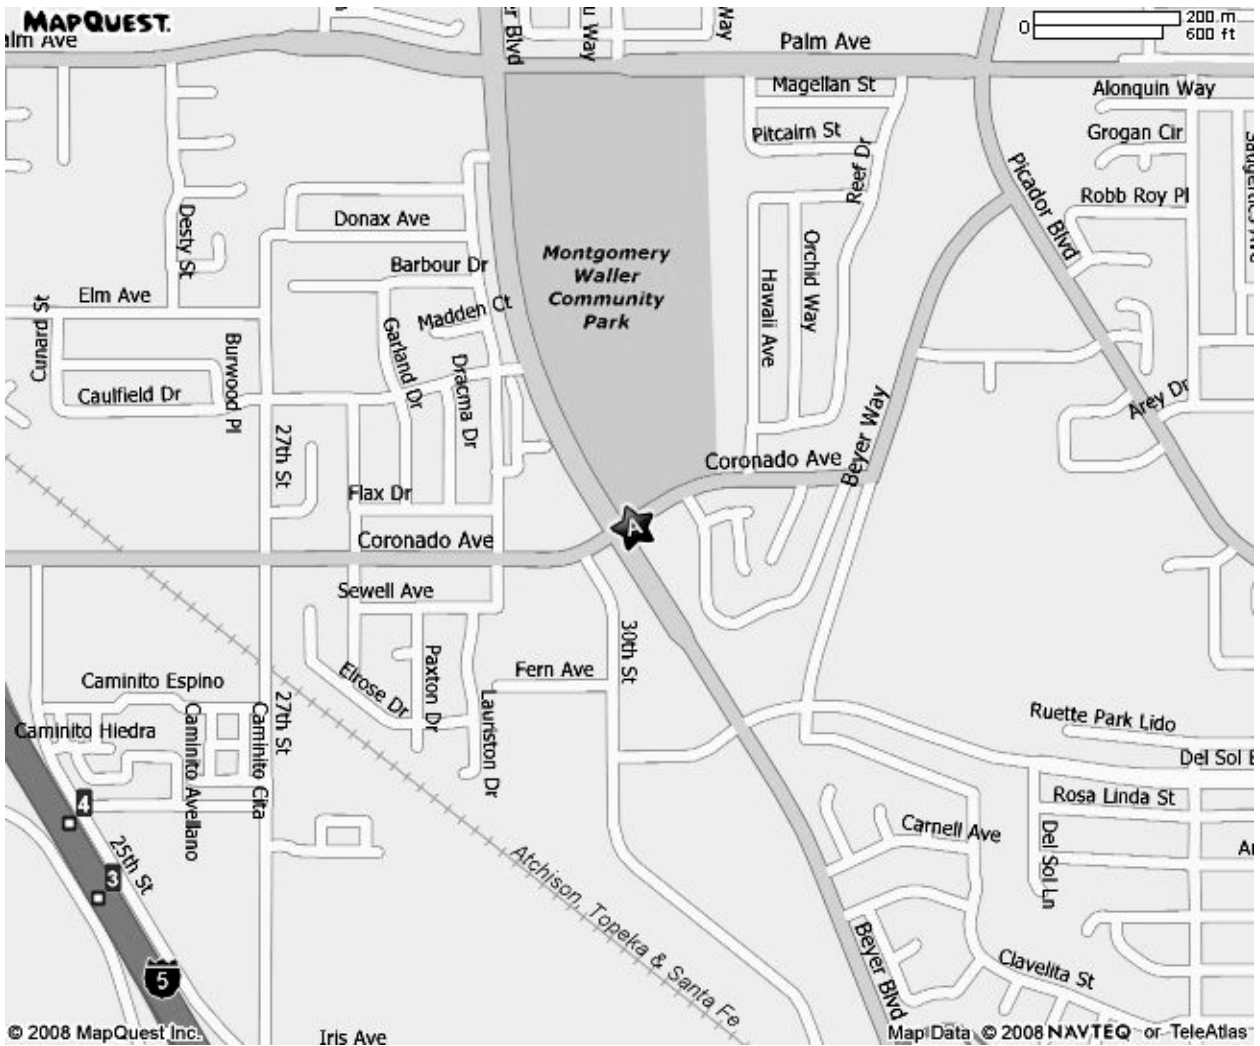 MAPQUEST.
alm Ave
er Blvd
u Way
Way
Palm Ave
0
200 m
600 ft
Magellan St
Alonquin Way
Pitcairn St
Grogan Cir
Reef Dr
Picador Blvd
Robb Roy Pl
Desty St
Donax Ave
Barbour Dr
Montgomery
Waller
Community
Park
Orchid Way
Hawaii Ave
Elm Ave
Madden Ct
Cunard St
Burwood Pl
Garland Dr
Dracma Dr
Caulfield Dr
Arey Dr
Beyer Way
27th St
Coronado Ave
Flax Dr
A
Coronado Ave
Sewell Ave
30th St
Paxton Dr
Elrose Dr
Fern Ave
Lauriston Dr
Caminito Espino
Caminito Hiedra
Caminito Avellano
Caminito Cita
27th St
Ruette Park Lido
Del Sol B
Rosa Linda St
4
25th St
3
Carnell Ave
Del Sol Ln
Ar
Atchison, Topeka & Santa Fe
Beyer Blvd
Clavelita St
5
© 2008 MapQuest Inc.
Iris Ave
Map Data © 2008 NAVTEQ or TeleAtlas